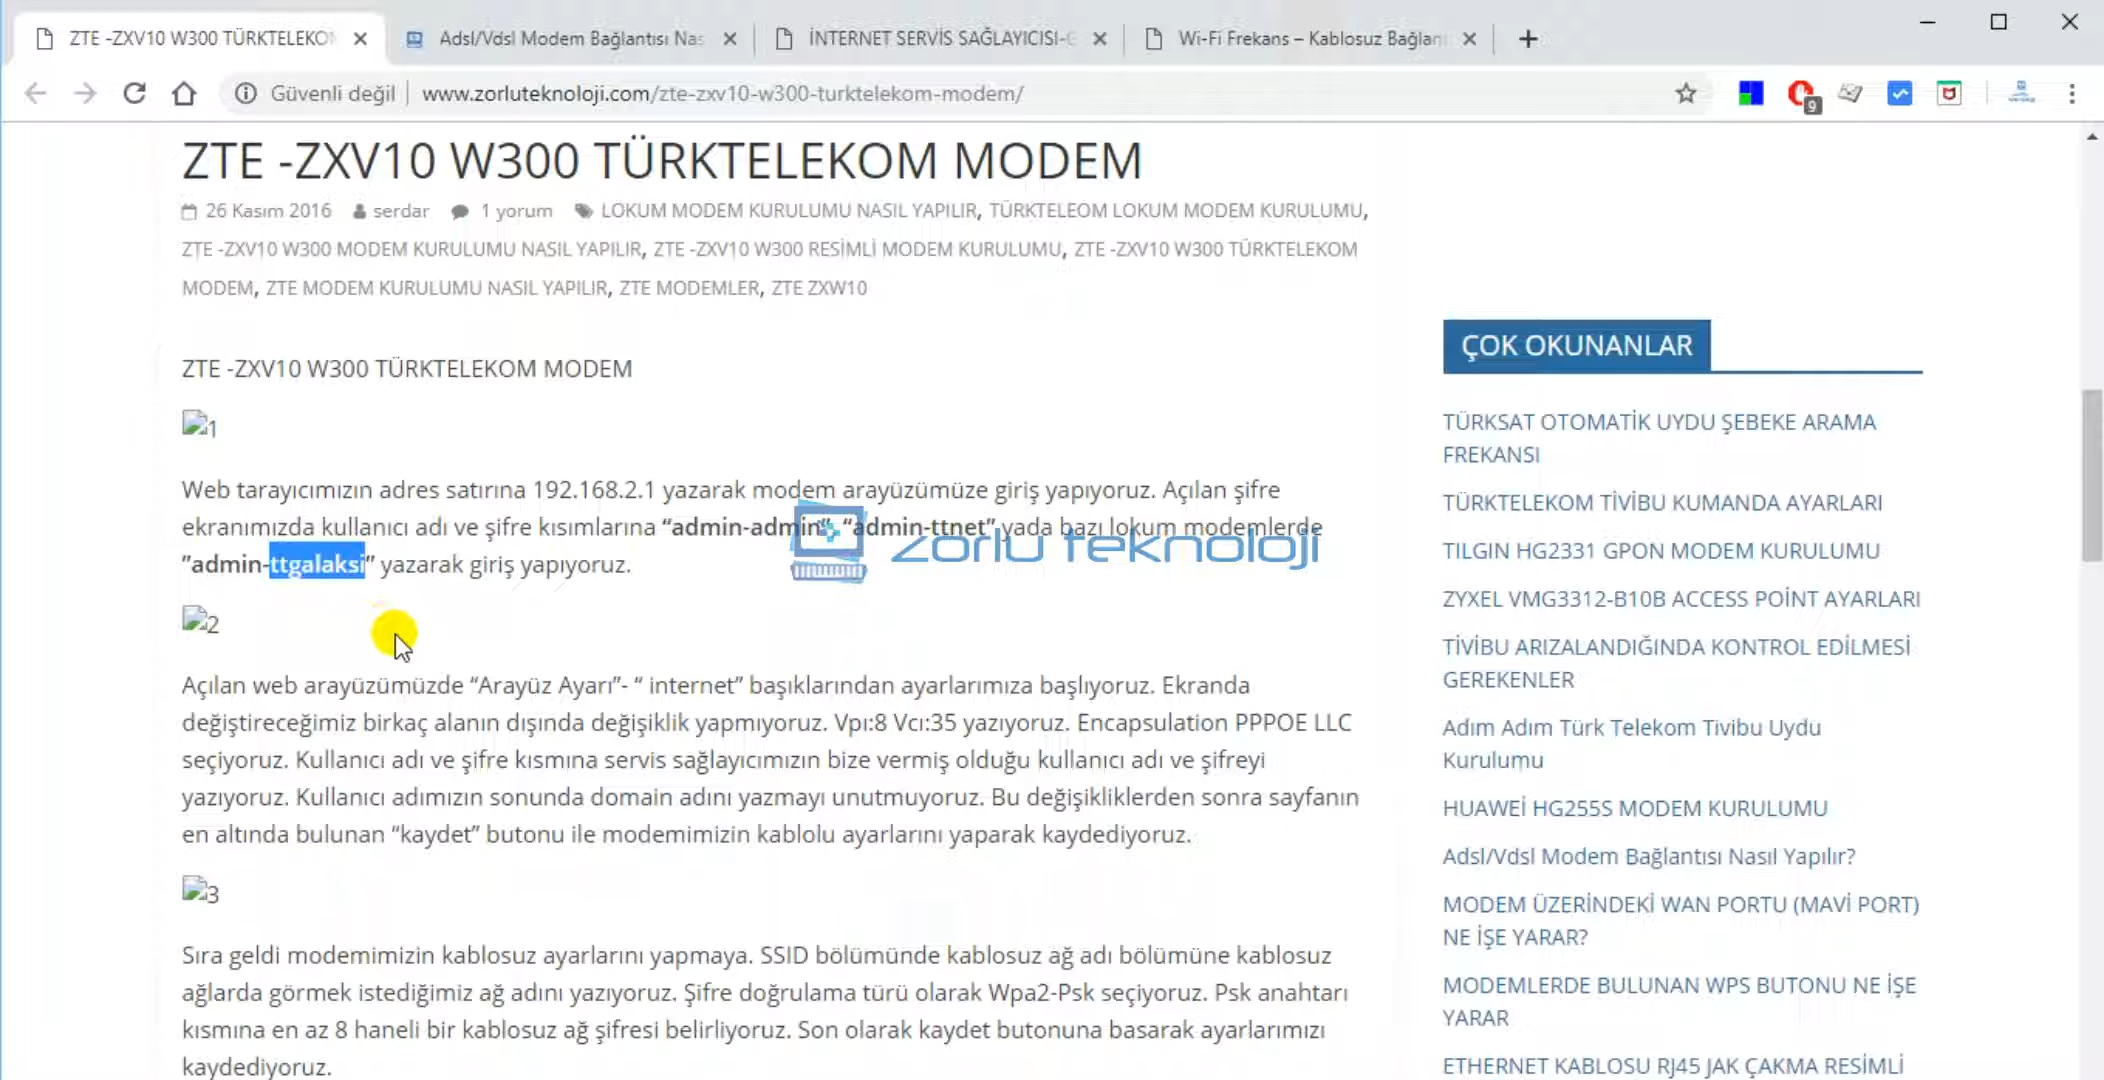 ZTE -ZXV10 W300 TÜRKTELEKO
Adsl/Vdsl Modem Bağlantısı Nas
İNTERNET SERVİS SAĞLAYICISI-
Wi-Fi Frekans – Kablosuz Bağlan
Güvenli değil
www.zorluteknoloji.com/zte-zxv10-w300-turktelekom-modem/
9
ZTE -ZXV10 W300 TÜRKTELEKOM MODEM
26 Kasım 2016 serdar 1 yorum LOKUM MODEM KURULUMU NASIL YAPILIR, TÜRKTELEOM LOKUM MODEM KURULUMU,
ZTE -ZXV10 W300 MODEM KURULUMU NASIL YAPILIR, ZTE -ZXV10 W300 RESİMLİ MODEM KURULUMU, ZTE -ZXV10 W300 TÜRKTELEKOM
MODEM, ZTE MODEM KURULUMU NASIL YAPILIR, ZTE MODEMLER, ZTE ZXW10
ZTE -ZXV10 W300 TÜRKTELEKOM MODEM
1
Web tarayıcımızın adres satırına 192.168.2.1 yazarak modem arayüzümüze giriş yapıyoruz. Açılan şifre
ekranımızda kullanıcı adı ve şifre kısımlarına “admin-admin”, “admin-ttnet” yada bazı lokum modemlerde
”admin-ttgalaksi” yazarak giriş yapıyoruz.
zorlu teknoloji
2
Açılan web arayüzümüzde “Arayüz Ayarı”- “ internet” başıklarından ayarlarımıza başlıyoruz. Ekranda
değiştireceğimiz birkaç alanın dışında değişiklik yapmıyoruz. Vpı:8 Vcı:35 yazıyoruz. Encapsulation PPPOE LLC
seçiyoruz. Kullanıcı adı ve şifre kısmına servis sağlayıcımızın bize vermiş olduğu kullanıcı adı ve şifreyi
yazıyoruz. Kullanıcı adımızın sonunda domain adını yazmayı unutmuyoruz. Bu değişikliklerden sonra sayfanın
en altında bulunan “kaydet” butonu ile modemimizin kablolu ayarlarını yaparak kaydediyoruz.
3
Sıra geldi modemimizin kablosuz ayarlarını yapmaya. SSID bölümünde kablosuz ağ adı bölümüne kablosuz
ağlarda görmek istediğimiz ağ adını yazıyoruz. Şifre doğrulama türü olarak Wpa2-Psk seçiyoruz. Psk anahtarı
kısmına en az 8 haneli bir kablosuz ağ şifresi belirliyoruz. Son olarak kaydet butonuna basarak ayarlarımızı
kaydediyoruz.
ÇOK OKUNANLAR
TÜRKSAT OTOMATİK UYDU ŞEBEKE ARAMA
FREKANSI
TÜRKTELEKOM TİVİBU KUMANDA AYARLARI
TILGIN HG2331 GPON MODEM KURULUMU
ZYXEL VMG3312-B10B ACCESS POİNT AYARLARI
TİVİBU ARIZALANDIĞINDA KONTROL EDİLMESİ
GEREKENLER
Adım Adım Türk Telekom Tivibu Uydu
Kurulumu
HUAWEİ HG255S MODEM KURULUMU
Adsl/Vdsl Modem Bağlantısı Nasıl Yapılır?
MODEM ÜZERİNDEKİ WAN PORTU (MAVİ PORT)
NE İŞE YARAR?
MODEMLERDE BULUNAN WPS BUTONU NE İŞE
YARAR
ETHERNET KABLOSU RJ45 JAK ÇAKMA RESİMLİ